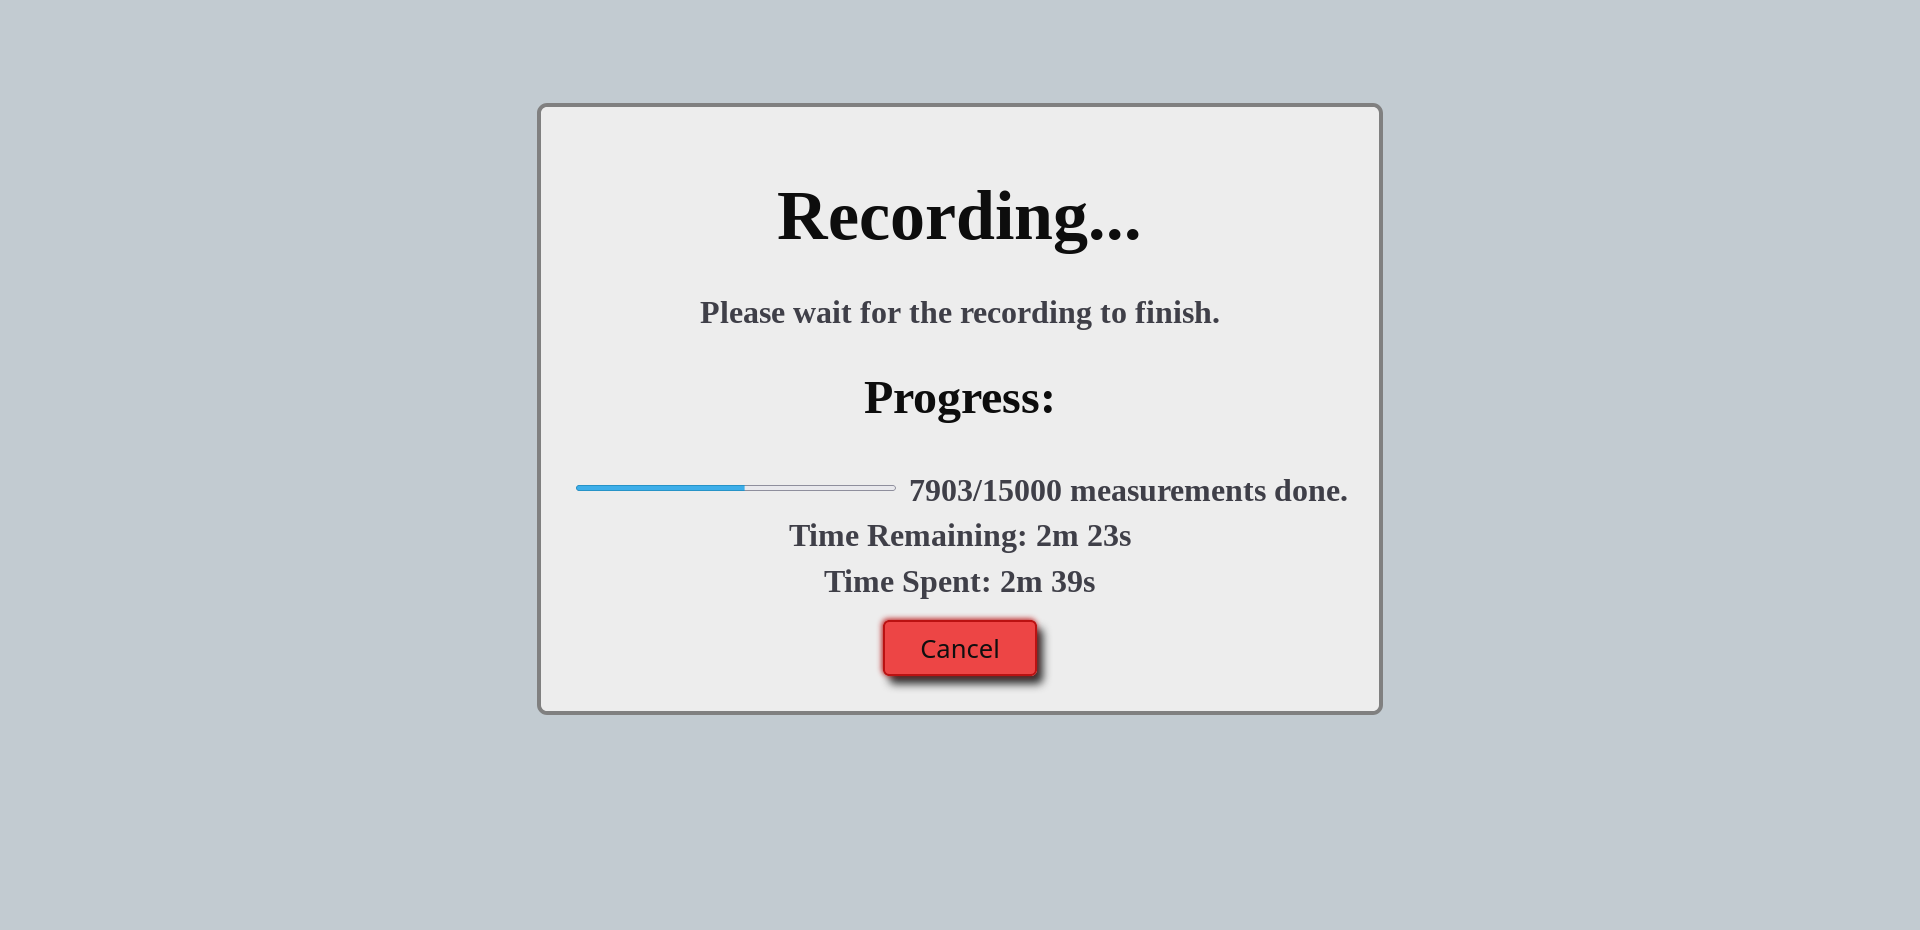 Recording...
Please wait for the recording to finish.
Progress:
7903/15000 measurements done.
Time Remaining: 2m 23s
Time Spent: 2m 39s
Cancel